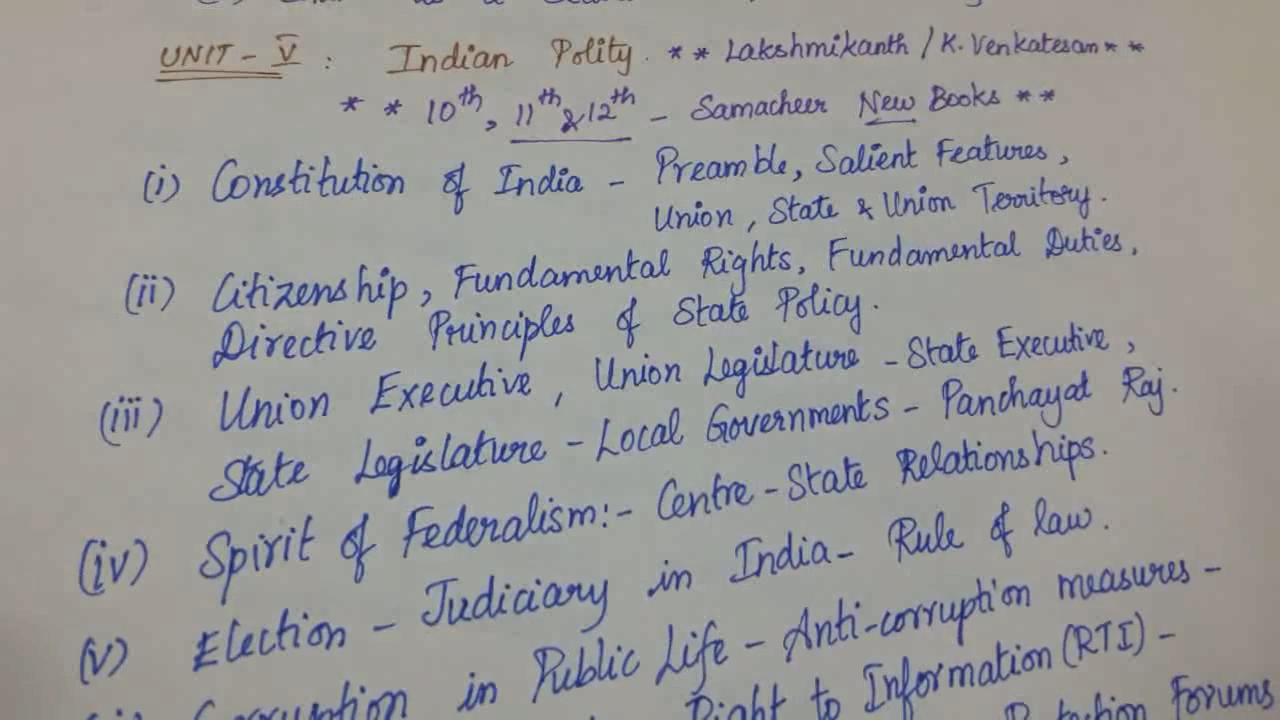 UNIT - V : Indian Polity. * * Lakshmikanth / K. Venkatesan * *
* * 10th, 11th & 12th - Samacheer New Books * *
(i) Constitution of India - Preamble, Salient Features,
Union, State & Union Territory.
(ii) Citizenship, Fundamental Rights, Fundamental Duties,
Directive Principles of State Policy.
(iii) Union Executive, Union Legislature - State Executive,
State Legislature - Local Governments - Panchayat Raj.
(iv) Spirit of Federalism:- Centre - State Relationships.
(v) Election - Judiciary in India - Rule of law.
Corruption in Public Life - Anti-corruption measures -
Right to Information (RTI) -
Forums